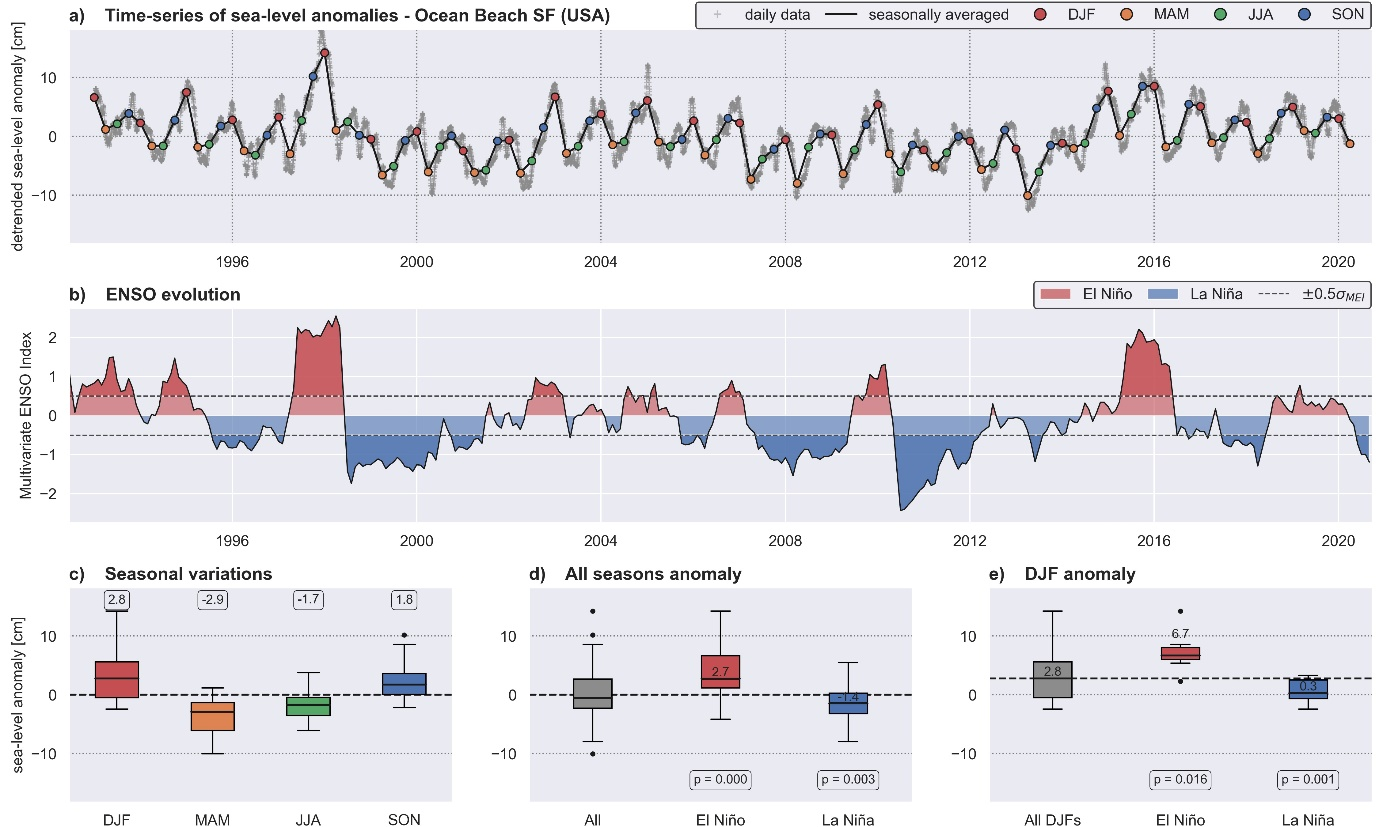 a) Time-series of sea-level anomalies - Ocean Beach SF (USA)
daily data seasonally averaged DJF MAM JJA SON
detrended sea-level anomaly [cm]
10
0
−10
1996 2000 2004 2008 2012 2016 2020
b) ENSO evolution
El Niño La Niña ±0.5σMEI
Multivariate ENSO Index
2
1
0
−1
−2
1996 2000 2004 2008 2012 2016 2020
c) Seasonal variations
sea-level anomaly [cm]
2.8 -2.9 -1.7 1.8
10
0
−10
DJF MAM JJA SON
d) All seasons anomaly
10
0
−10
2.7
-1.4
p = 0.000 p = 0.003
All El Niño La Niña
e) DJF anomaly
10
0
−10
2.8
6.7
0.3
p = 0.016 p = 0.001
All DJFs El Niño La Niña